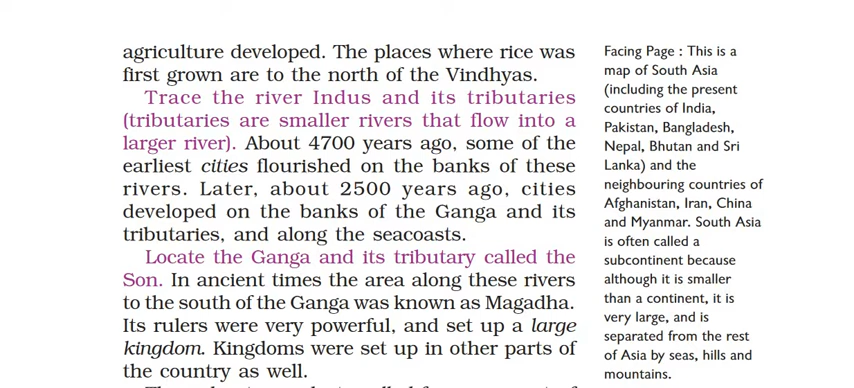 agriculture developed. The places where rice was
first grown are to the north of the Vindhyas.
Trace the river Indus and its tributaries
(tributaries are smaller rivers that flow into a
larger river). About 4700 years ago, some of the
earliest cities flourished on the banks of these
rivers. Later, about 2500 years ago, cities
developed on the banks of the Ganga and its
tributaries, and along the seacoasts.
Locate the Ganga and its tributary called the
Son. In ancient times the area along these rivers
to the south of the Ganga was known as Magadha.
Its rulers were very powerful, and set up a large
kingdom. Kingdoms were set up in other parts of
the country as well.
Facing Page : This is a
map of South Asia
(including the present
countries of India,
Pakistan, Bangladesh,
Nepal, Bhutan and Sri
Lanka) and the
neighbouring countries of
Afghanistan, Iran, China
and Myanmar. South Asia
is often called a
subcontinent because
although it is smaller
than a continent, it is
very large, and is
separated from the rest
of Asia by seas, hills and
mountains.